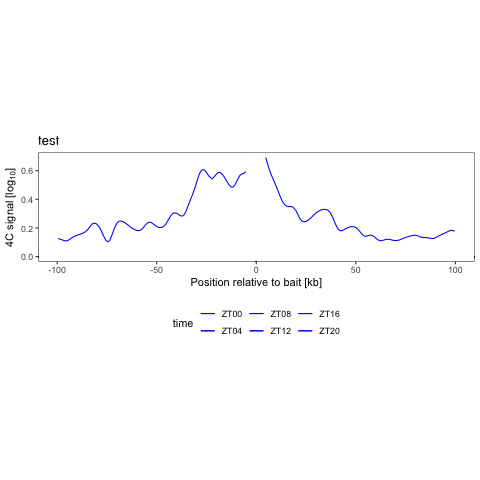 test
4C signal [log₁₀]
0.6
0.4
0.2
0.0
-100 -50 0 50 100
Position relative to bait [kb]
time
ZT00 ZT08 ZT16
ZT04 ZT12 ZT20